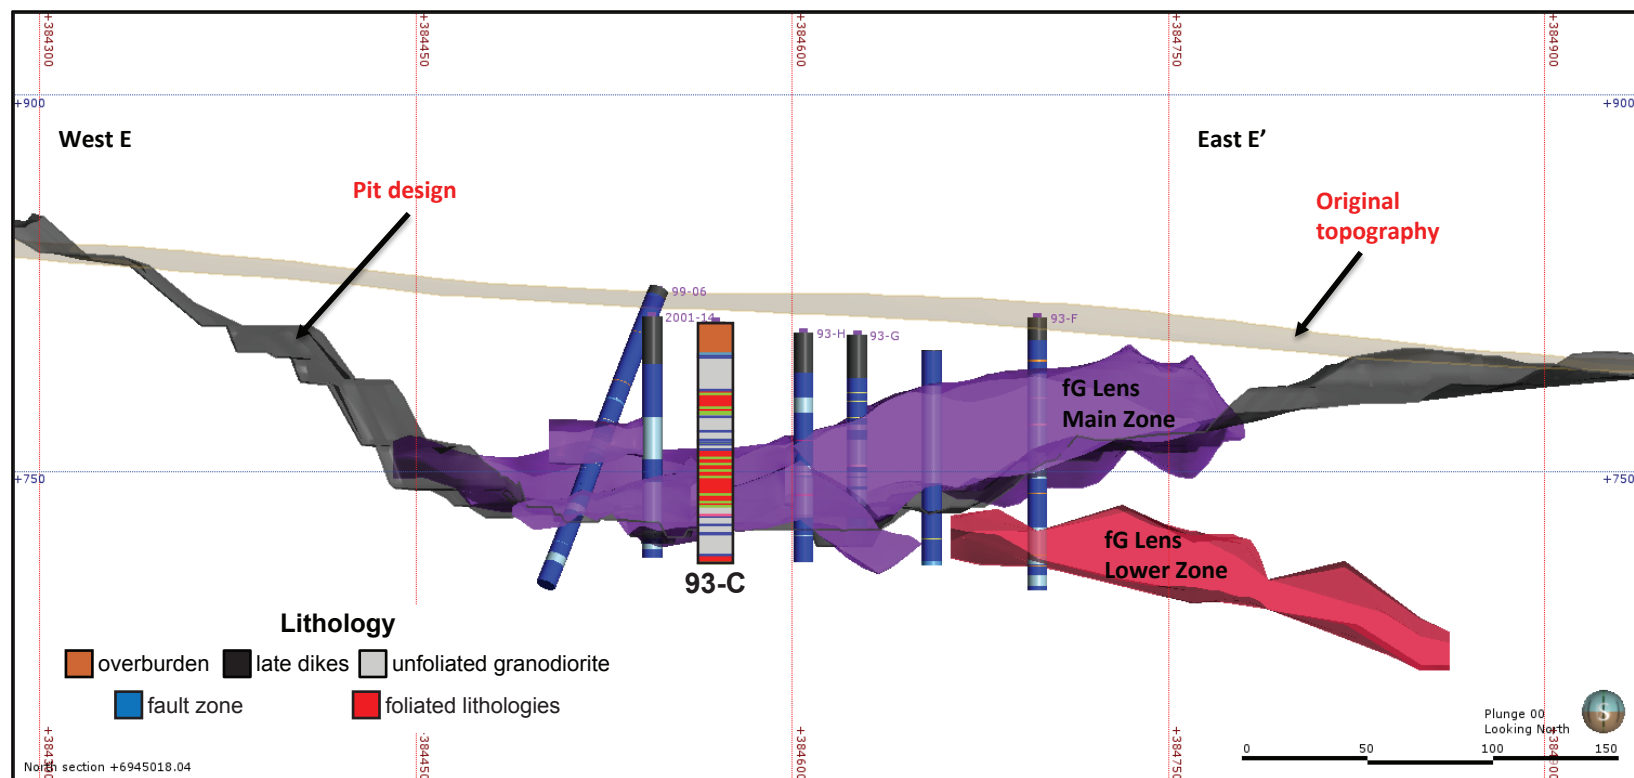 +384300
+384450
+384600
+384750
+384900
+900
+900
West E
East E’
Pit design
Original
topography
99-06
2001-14
93-H
93-G
93-F
fG Lens
Main Zone
+750
+750
fG Lens
Lower Zone
93-C
Lithology
overburden
late dikes
unfoliated granodiorite
fault zone
foliated lithologies
Plunge 00
Looking North
S
0
50
100
150
+384300
+384450
+384600
+384750
+384900
North section +6945018.04